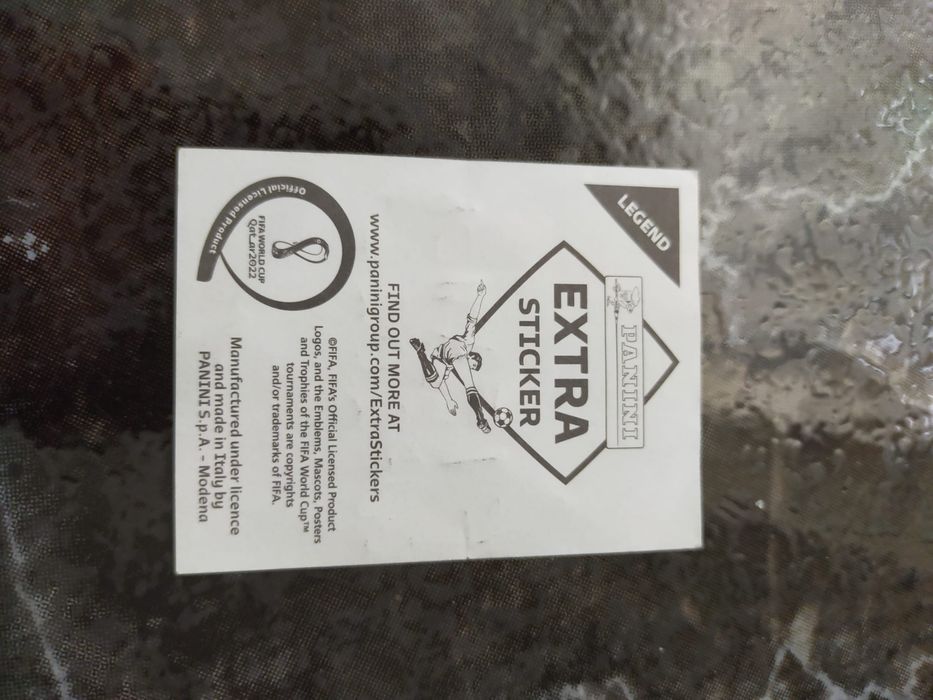 LEGEND
PANINI
EXTRA
STICKER
FIND OUT MORE AT
www.paninigroup.com/ExtraStickers
Official Licensed Product
FIFA WORLD CUP
Qatar2022
©FIFA, FIFA's Official Licensed Product
Logos, and the Emblems, Mascots, Posters
and Trophies of the FIFA World Cup™
tournaments are copyrights
and/or trademarks of FIFA.
Manufactured under licence
and made in Italy by
PANINI S.p.A. - Modena